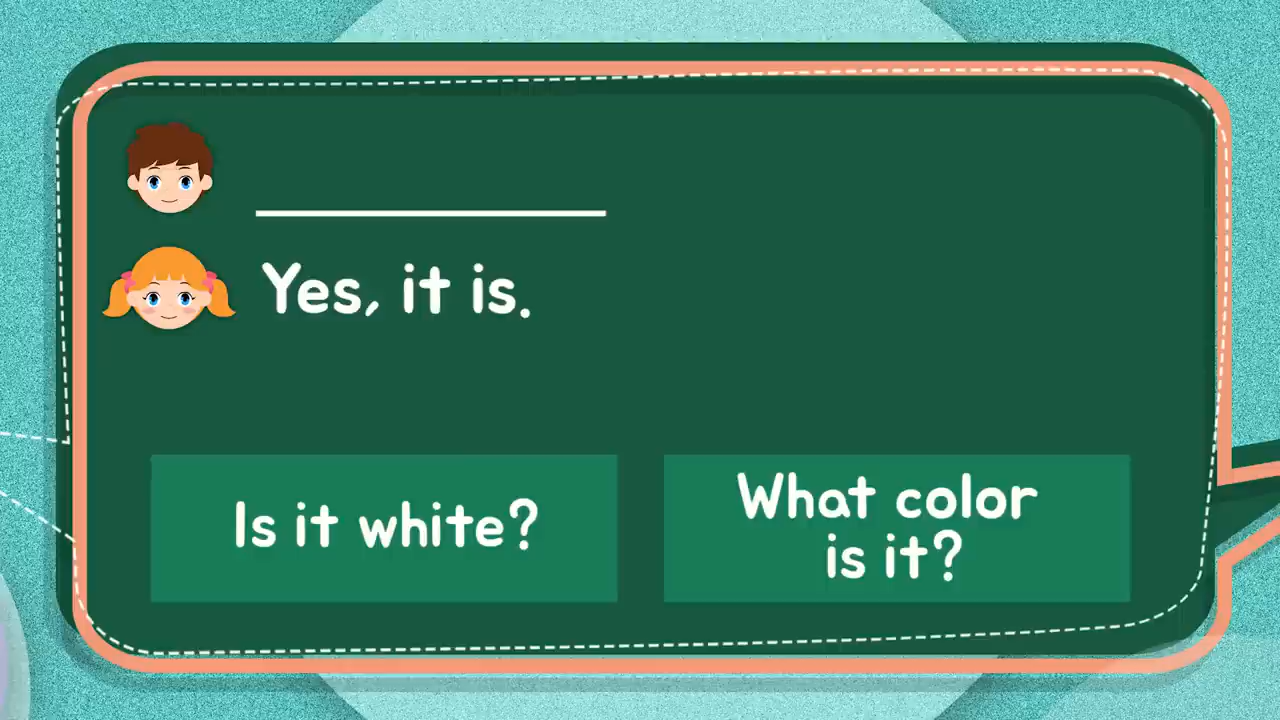 Yes, it is.
Is it white?
What color
is it?